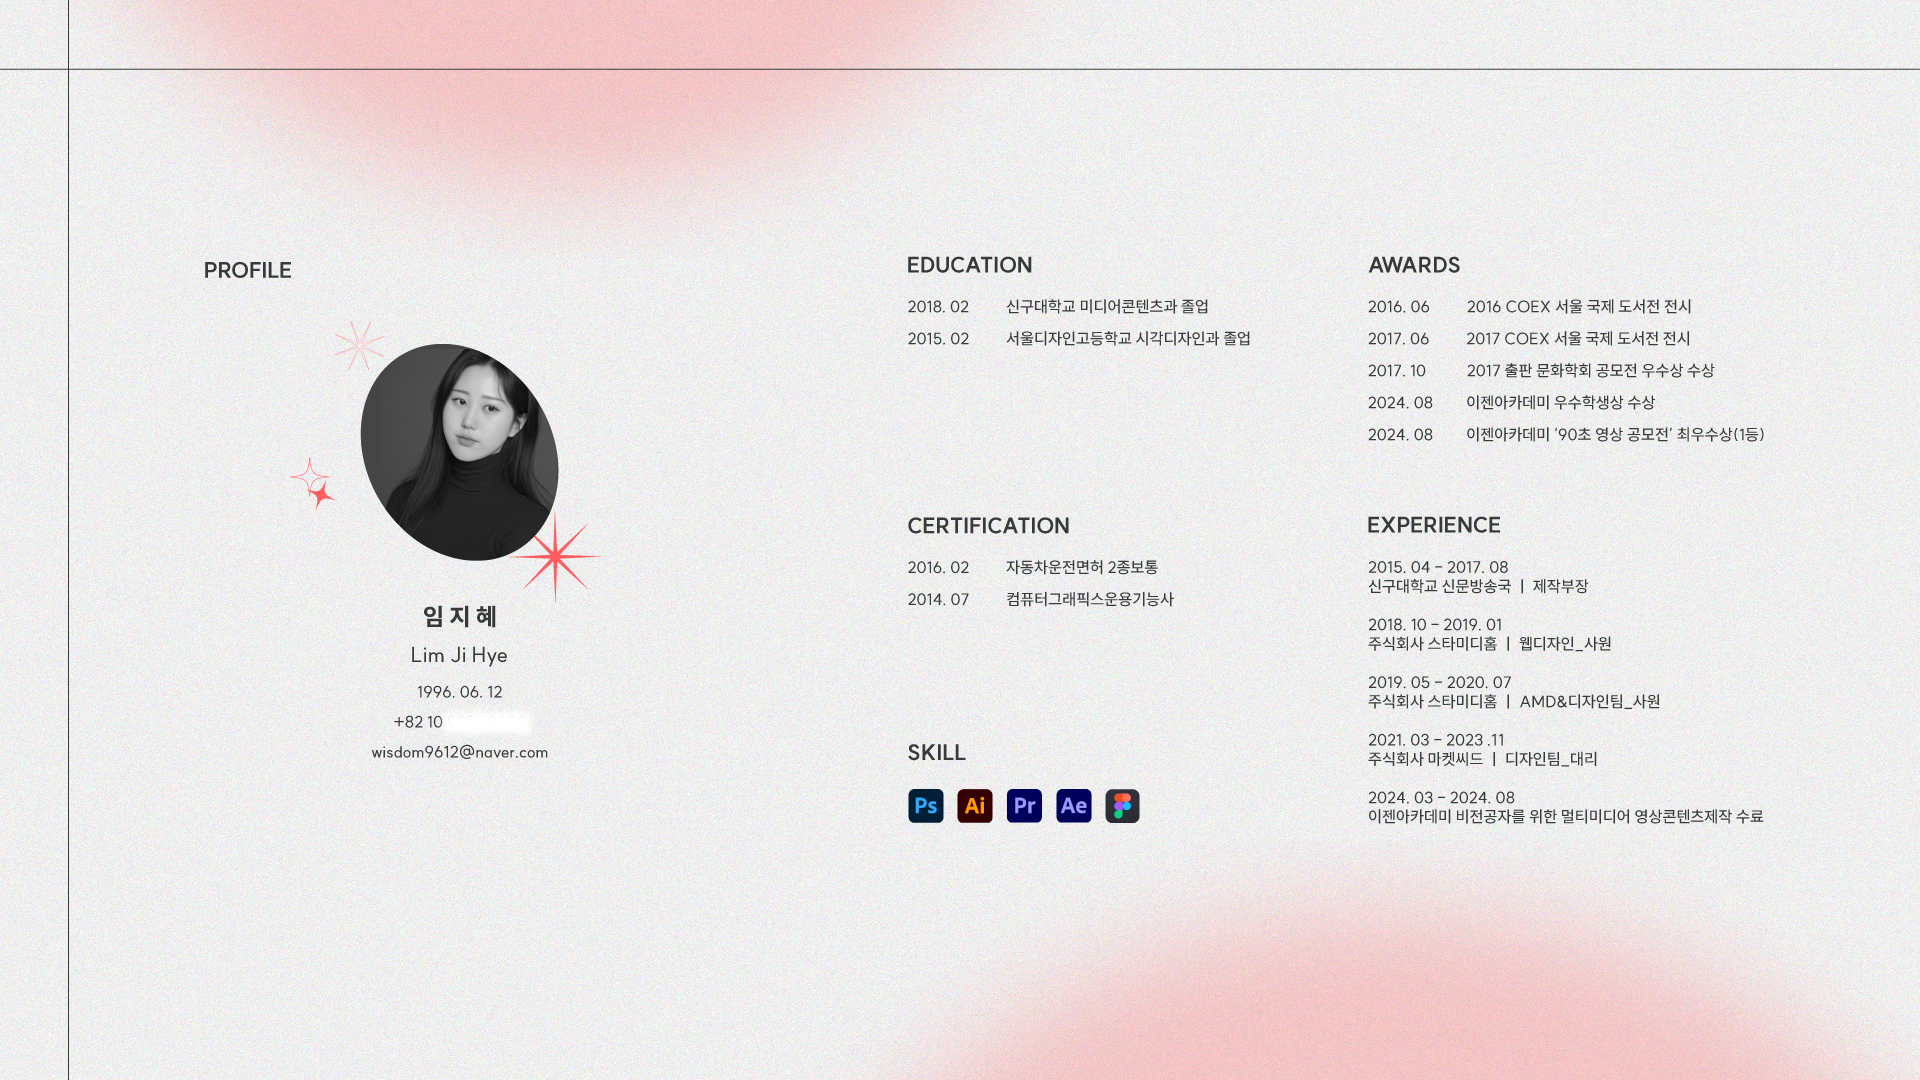 PROFILE
임 지 혜
Lim Ji Hye
1996. 06. 12
+82 10
wisdom9612@naver.com
EDUCATION
2018. 02 신구대학교 미디어콘텐츠과 졸업
2015. 02 서울디자인고등학교 시각디자인과 졸업
CERTIFICATION
2016. 02 자동차운전면허 2종보통
2014. 07 컴퓨터그래픽스운용기능사
SKILL
Ps Ai Pr Ae
AWARDS
2016. 06 2016 COEX 서울 국제 도서전 전시
2017. 06 2017 COEX 서울 국제 도서전 전시
2017. 10 2017 출판 문화학회 공모전 우수상 수상
2024. 08 이젠아카데미 우수학생상 수상
2024. 08 이젠아카데미 '90초 영상 공모전' 최우수상(1등)
EXPERIENCE
2015. 04 – 2017. 08
신구대학교 신문방송국 | 제작부장
2018. 10 – 2019. 01
주식회사 스타미디홈 | 웹디자인_사원
2019. 05 – 2020. 07
주식회사 스타미디홈 | AMD&디자인팀_사원
2021. 03 – 2023 .11
주식회사 마켓씨드 | 디자인팀_대리
2024. 03 – 2024. 08
이젠아카데미 비전공자를 위한 멀티미디어 영상콘텐츠제작 수료